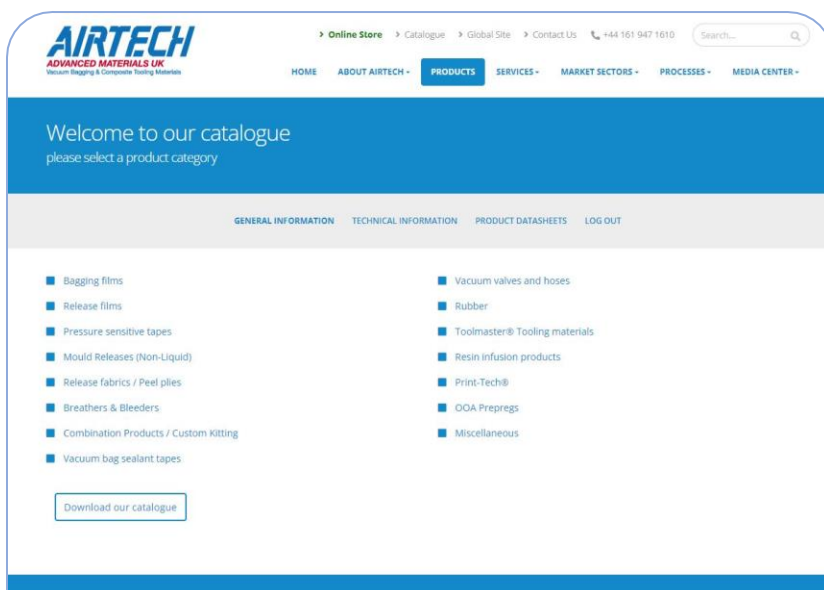 AIRTECH
ADVANCED MATERIALS UK
Vacuum Bagging & Composite Tooling Materials
Online Store Catalogue Global Site Contact Us +44 161 947 1610 Search...
HOME ABOUT AIRTECH PRODUCTS SERVICES MARKET SECTORS PROCESSES MEDIA CENTER
Welcome to our catalogue
please select a product category
GENERAL INFORMATION TECHNICAL INFORMATION PRODUCT DATASHEETS LOG OUT
Bagging films
Release films
Pressure sensitive tapes
Mould Releases (Non-Liquid)
Release fabrics / Peel plies
Breathers & Bleeders
Combination Products / Custom Kitting
Vacuum bag sealant tapes
Vacuum valves and hoses
Rubber
Toolmaster® Tooling materials
Resin infusion products
Print-Tech®
OOA Prepregs
Miscellaneous
Download our catalogue